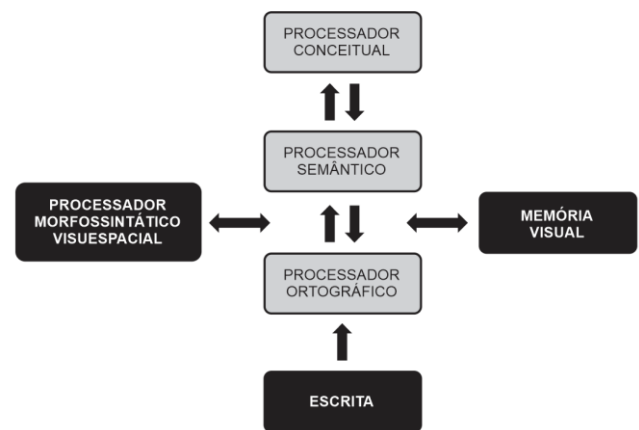 PROCESSADOR
CONCEITUAL
PROCESSADOR
SEMÂNTICO
PROCESSADOR
MORFOSSINTÁTICO
VISUESPACIAL
MEMÓRIA
VISUAL
PROCESSADOR
ORTOGRÁFICO
ESCRITA